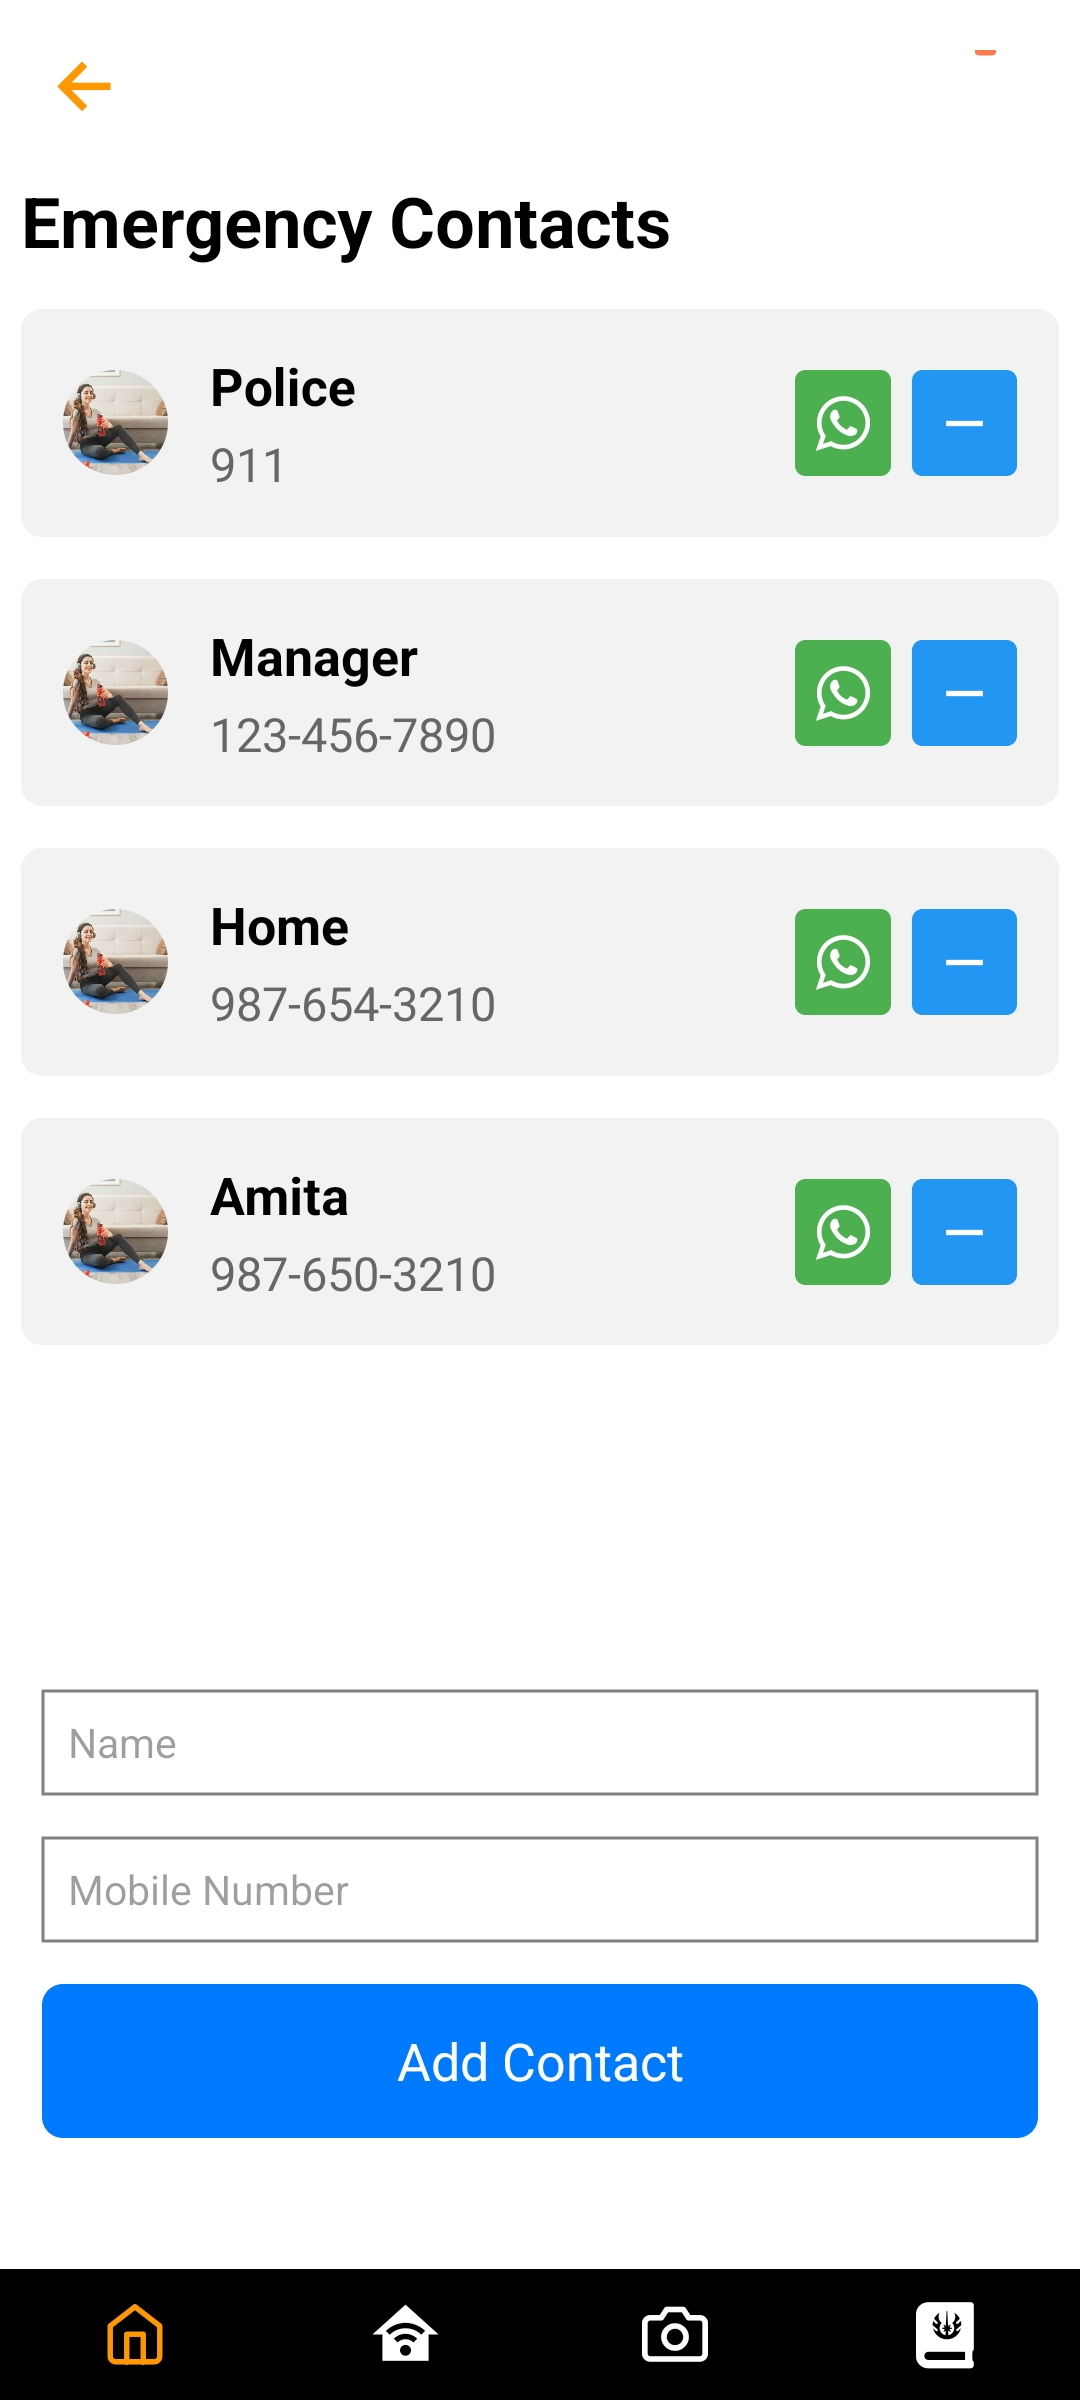 Emergency Contacts
Police
911
Manager
123-456-7890
Home
987-654-3210
Amita
987-650-3210
Name
Mobile Number
Add Contact